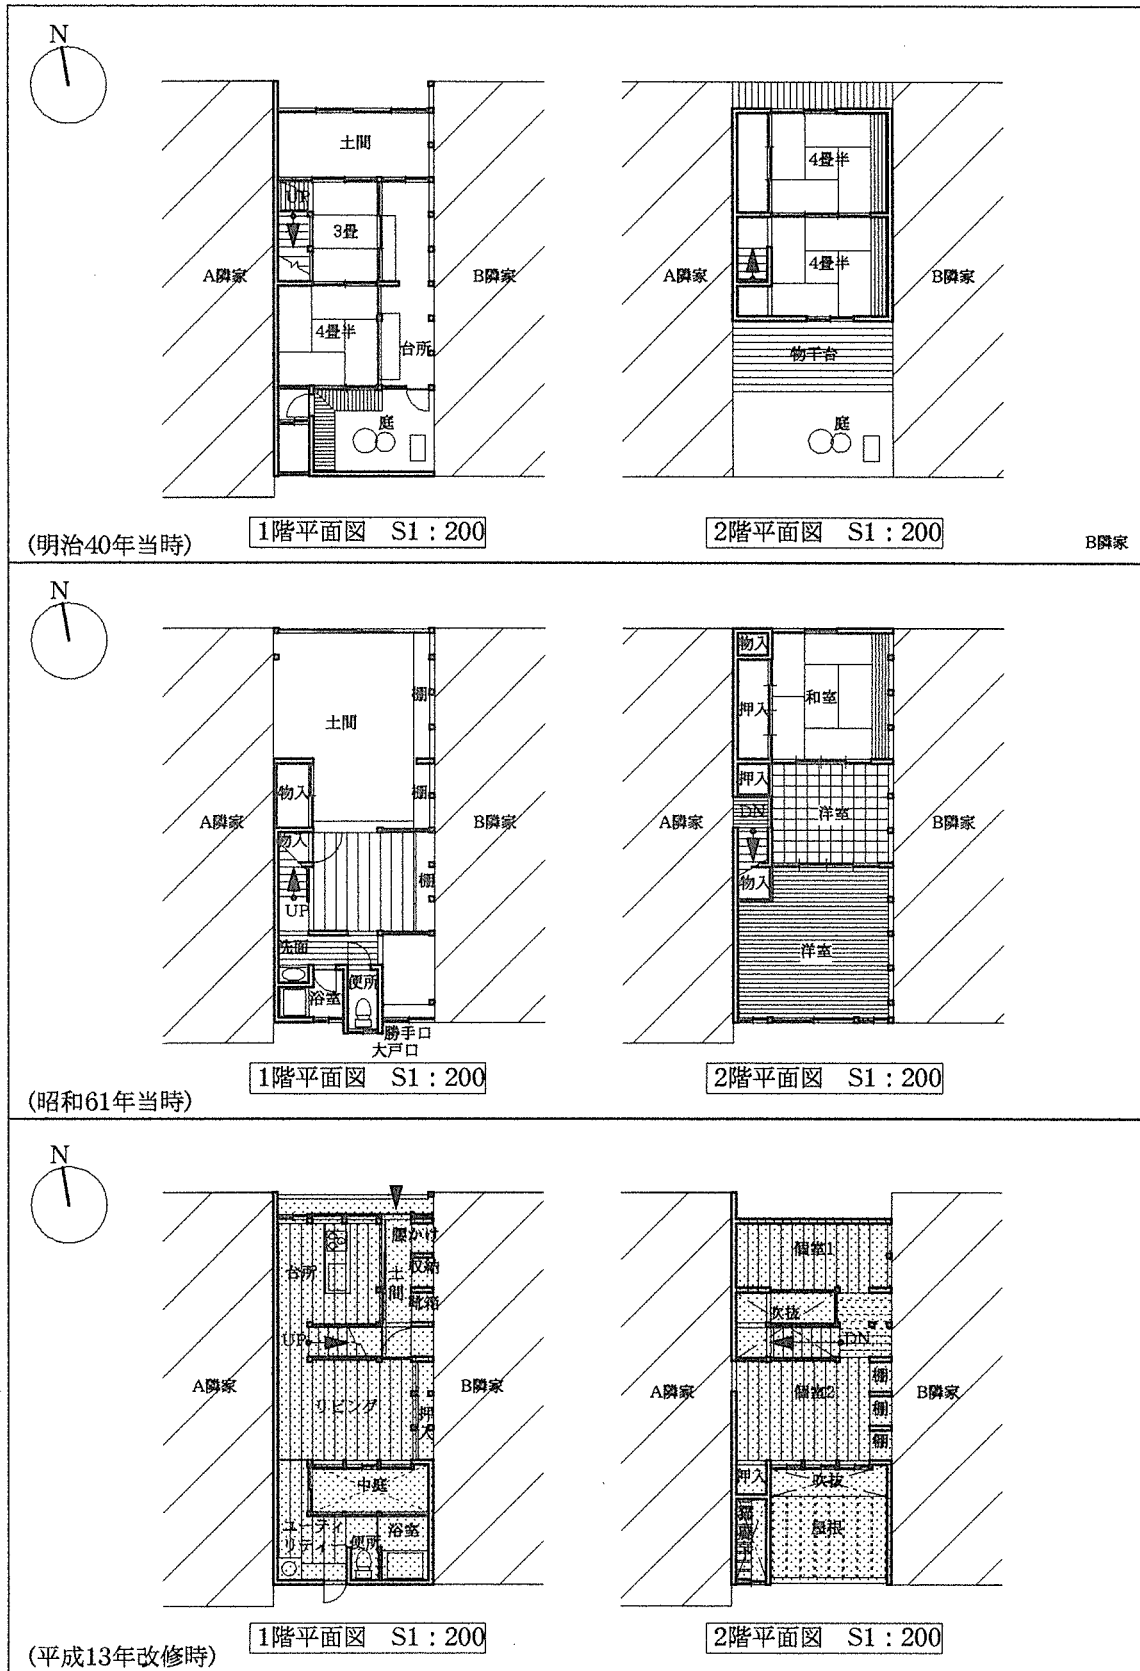 N
土間
UP
3畳
4畳半
台所
庭
A隣家
B隣家
1階平面図 S1:200
4畳半
4畳半
物干台
庭
A隣家
B隣家
2階平面図 S1:200
(明治40年当時)
B隣家
N
土間
棚
棚
物入
物入
棚
UP
洗面
浴室
便所
勝手口
大戸口
A隣家
B隣家
1階平面図 S1:200
物入
押入
和室
押入
DN
洋室
物入
洋室
A隣家
B隣家
2階平面図 S1:200
(昭和61年当時)
N
腰かけ
台所
収納
土間
靴箱
UP
リビング
押入
中庭
ユーティリティー
便所
浴室
A隣家
B隣家
1階平面図 S1:200
個室1
吹抜
DN
個室2
棚
棚
棚
押入
吹抜
屋根
A隣家
B隣家
2階平面図 S1:200
(平成13年改修時)